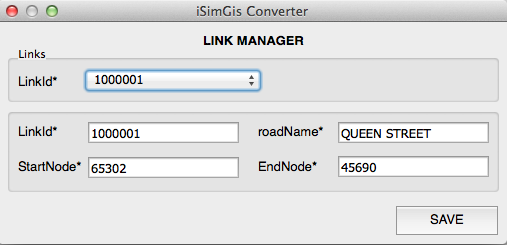 iSimGis Converter
LINK MANAGER
Links
LinkId* 1000001
LinkId* 1000001 roadName* QUEEN STREET
StartNode* 65302 EndNode* 45690
SAVE